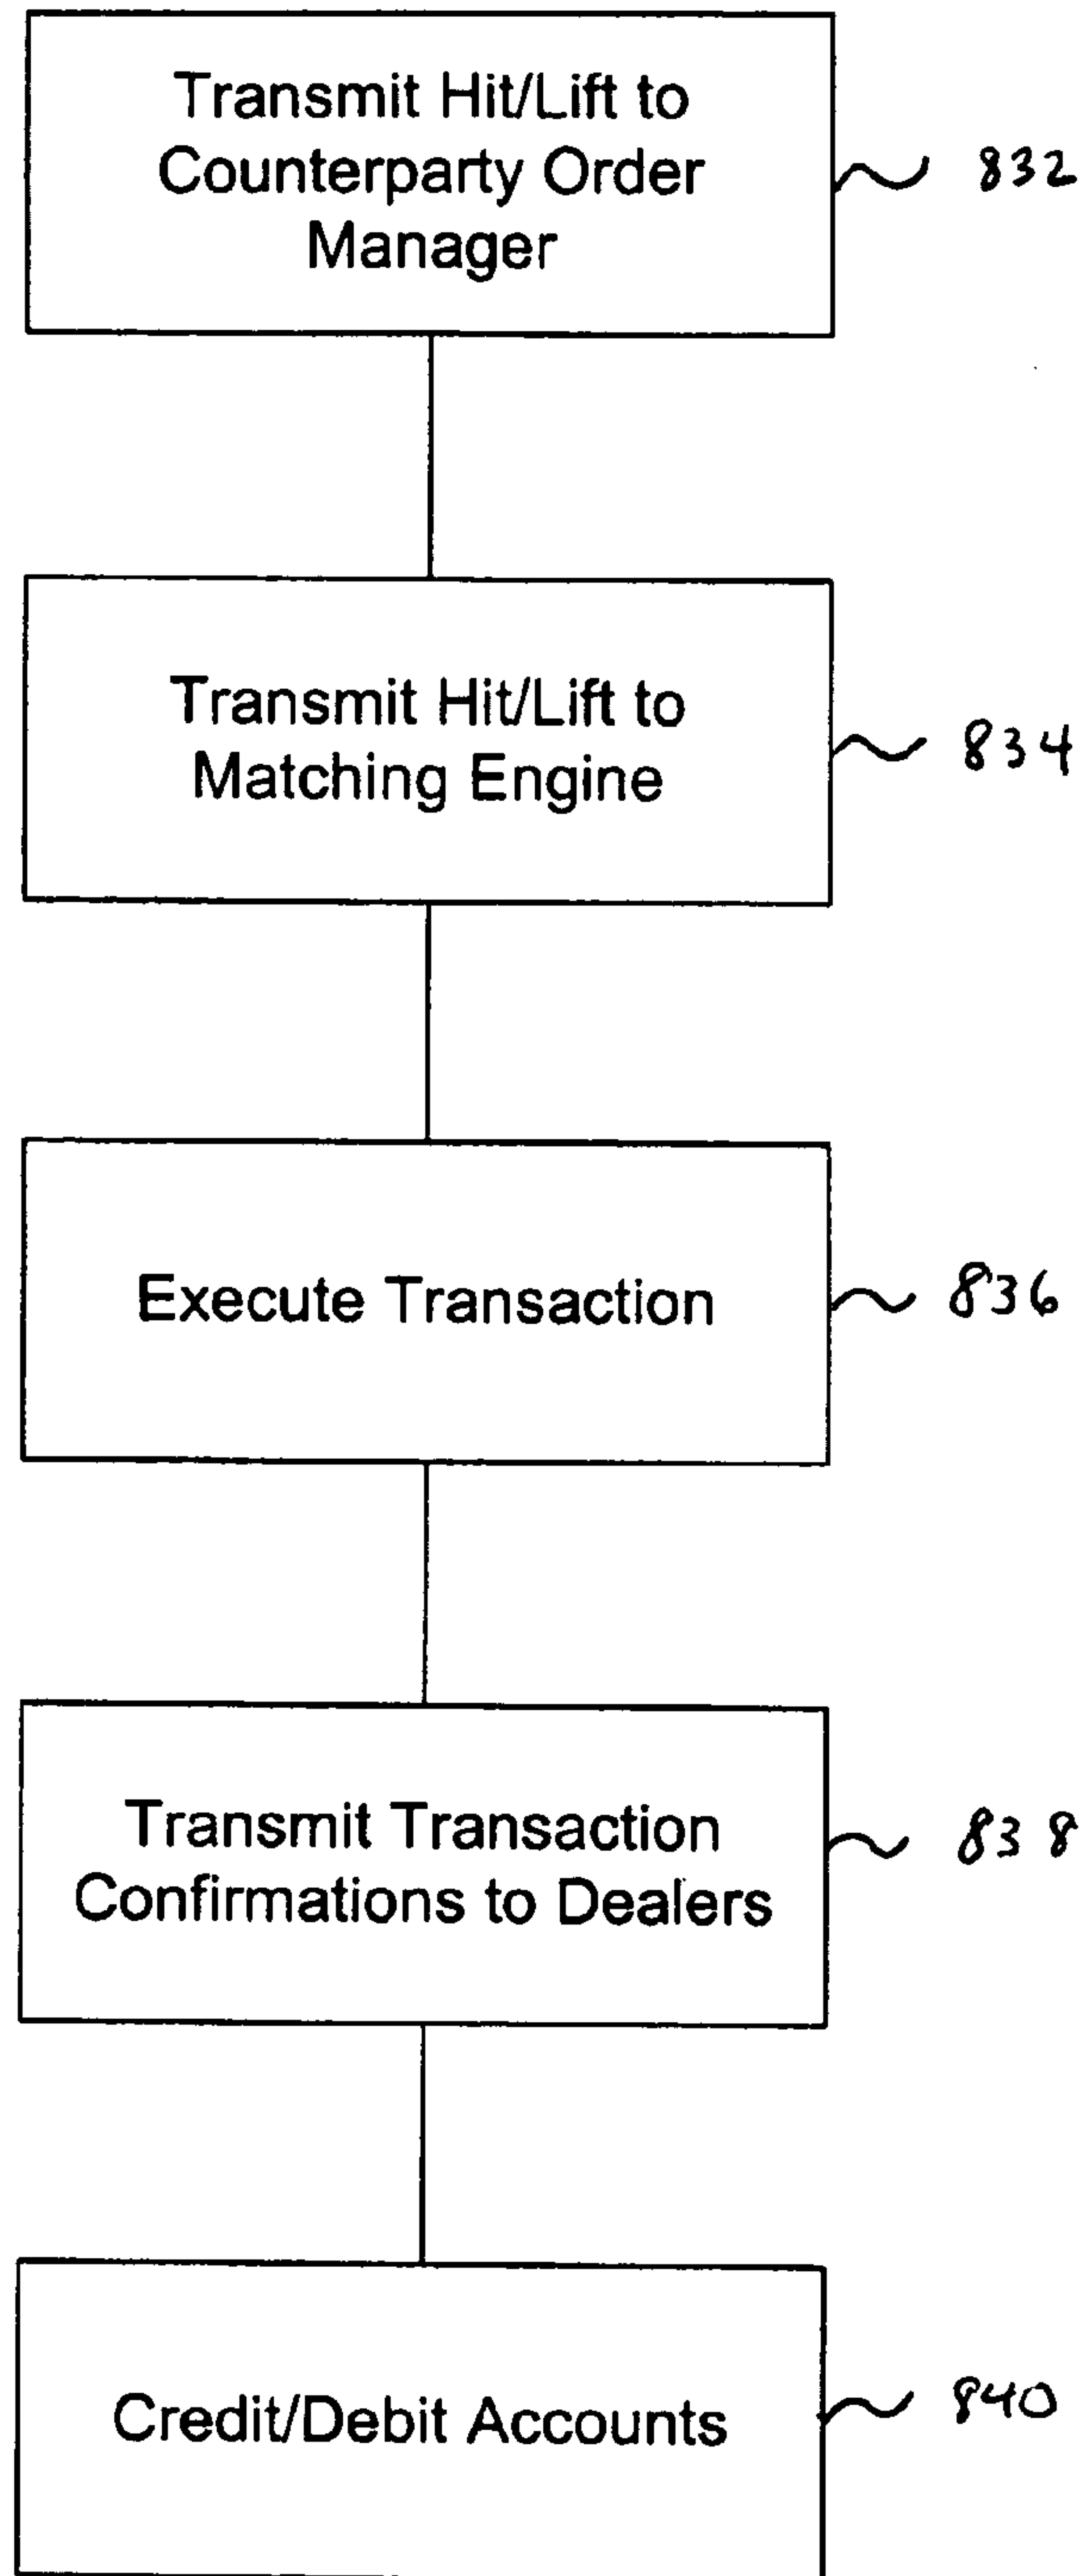 Transmit Hit/Lift to
Counterparty Order
Manager
832
Transmit Hit/Lift to
Matching Engine
834
Execute Transaction
836
Transmit Transaction
Confirmations to Dealers
838
Credit/Debit Accounts
840